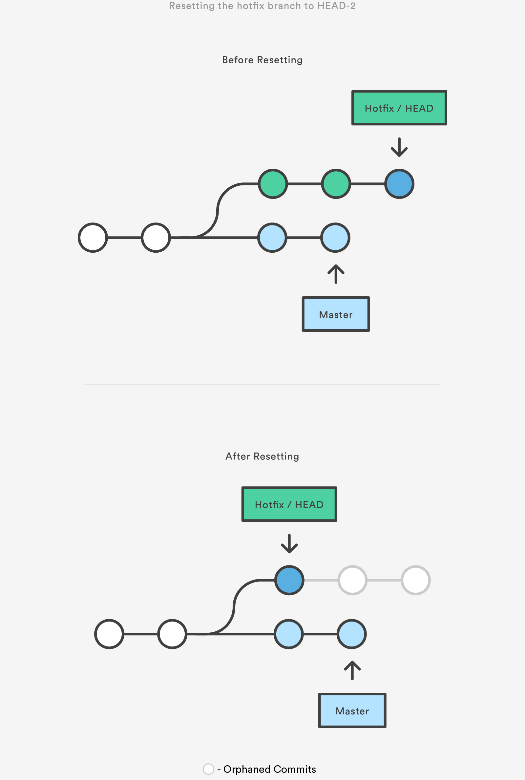 Resetting the hotfix branch to HEAD-2
Before Resetting
Hotfix / HEAD
Master
After Resetting
Hotfix / HEAD
Master
- Orphaned Commits